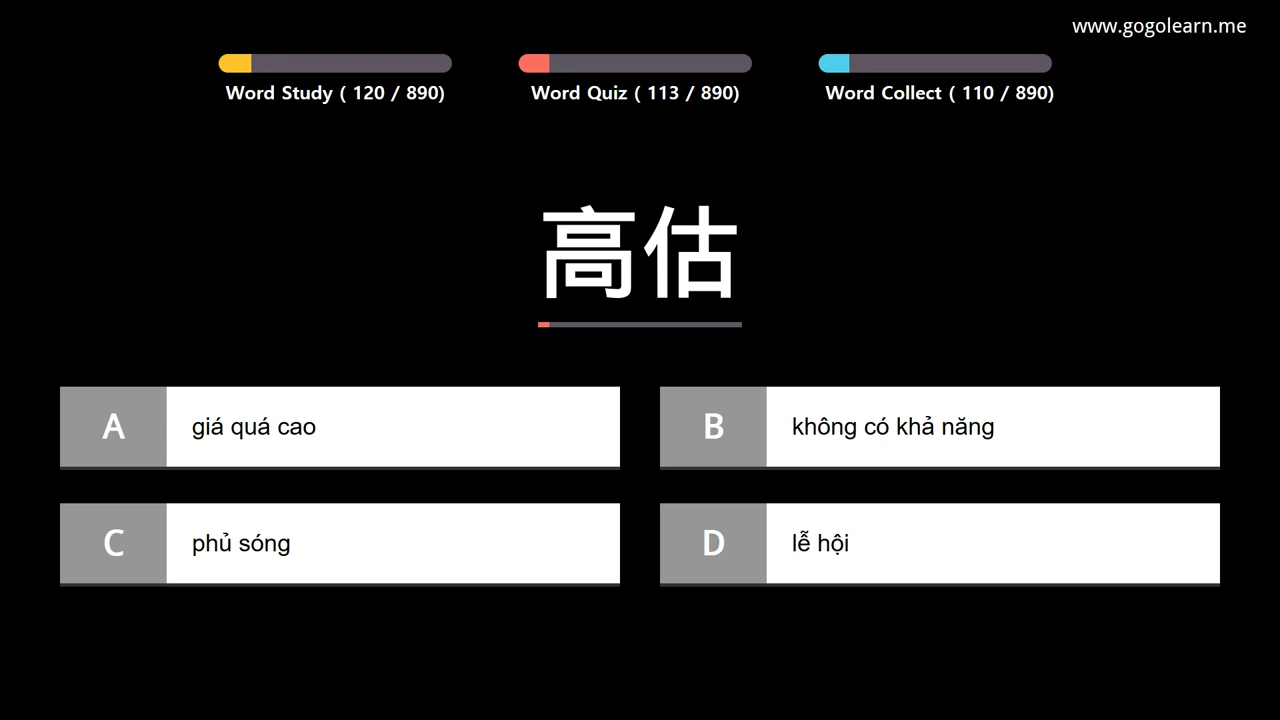 www.gogolearn.me
Word Study ( 120 / 890)
Word Quiz ( 113 / 890)
Word Collect ( 110 / 890)
高估
A giá quá cao
B không có khả năng
C phủ sóng
D lễ hội